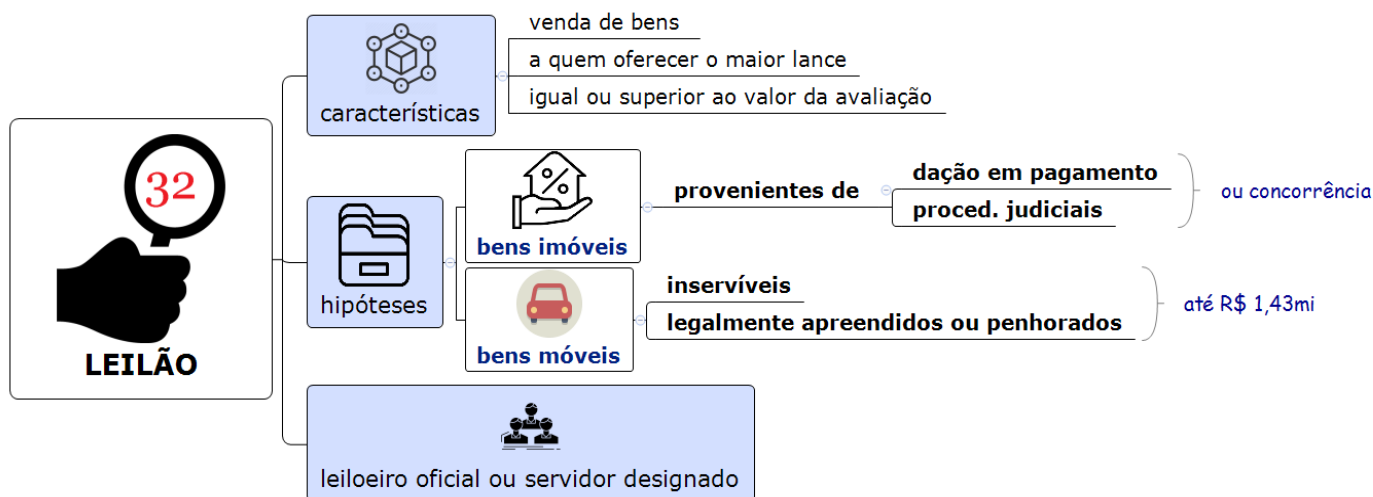 32
LEILÃO
características
venda de bens
a quem oferecer o maior lance
igual ou superior ao valor da avaliação
hipóteses
bens imóveis
provenientes de
dação em pagamento
proced. judiciais
ou concorrência
bens móveis
inservíveis
legalmente apreendidos ou penhorados
até R$ 1,43mi
leiloeiro oficial ou servidor designado